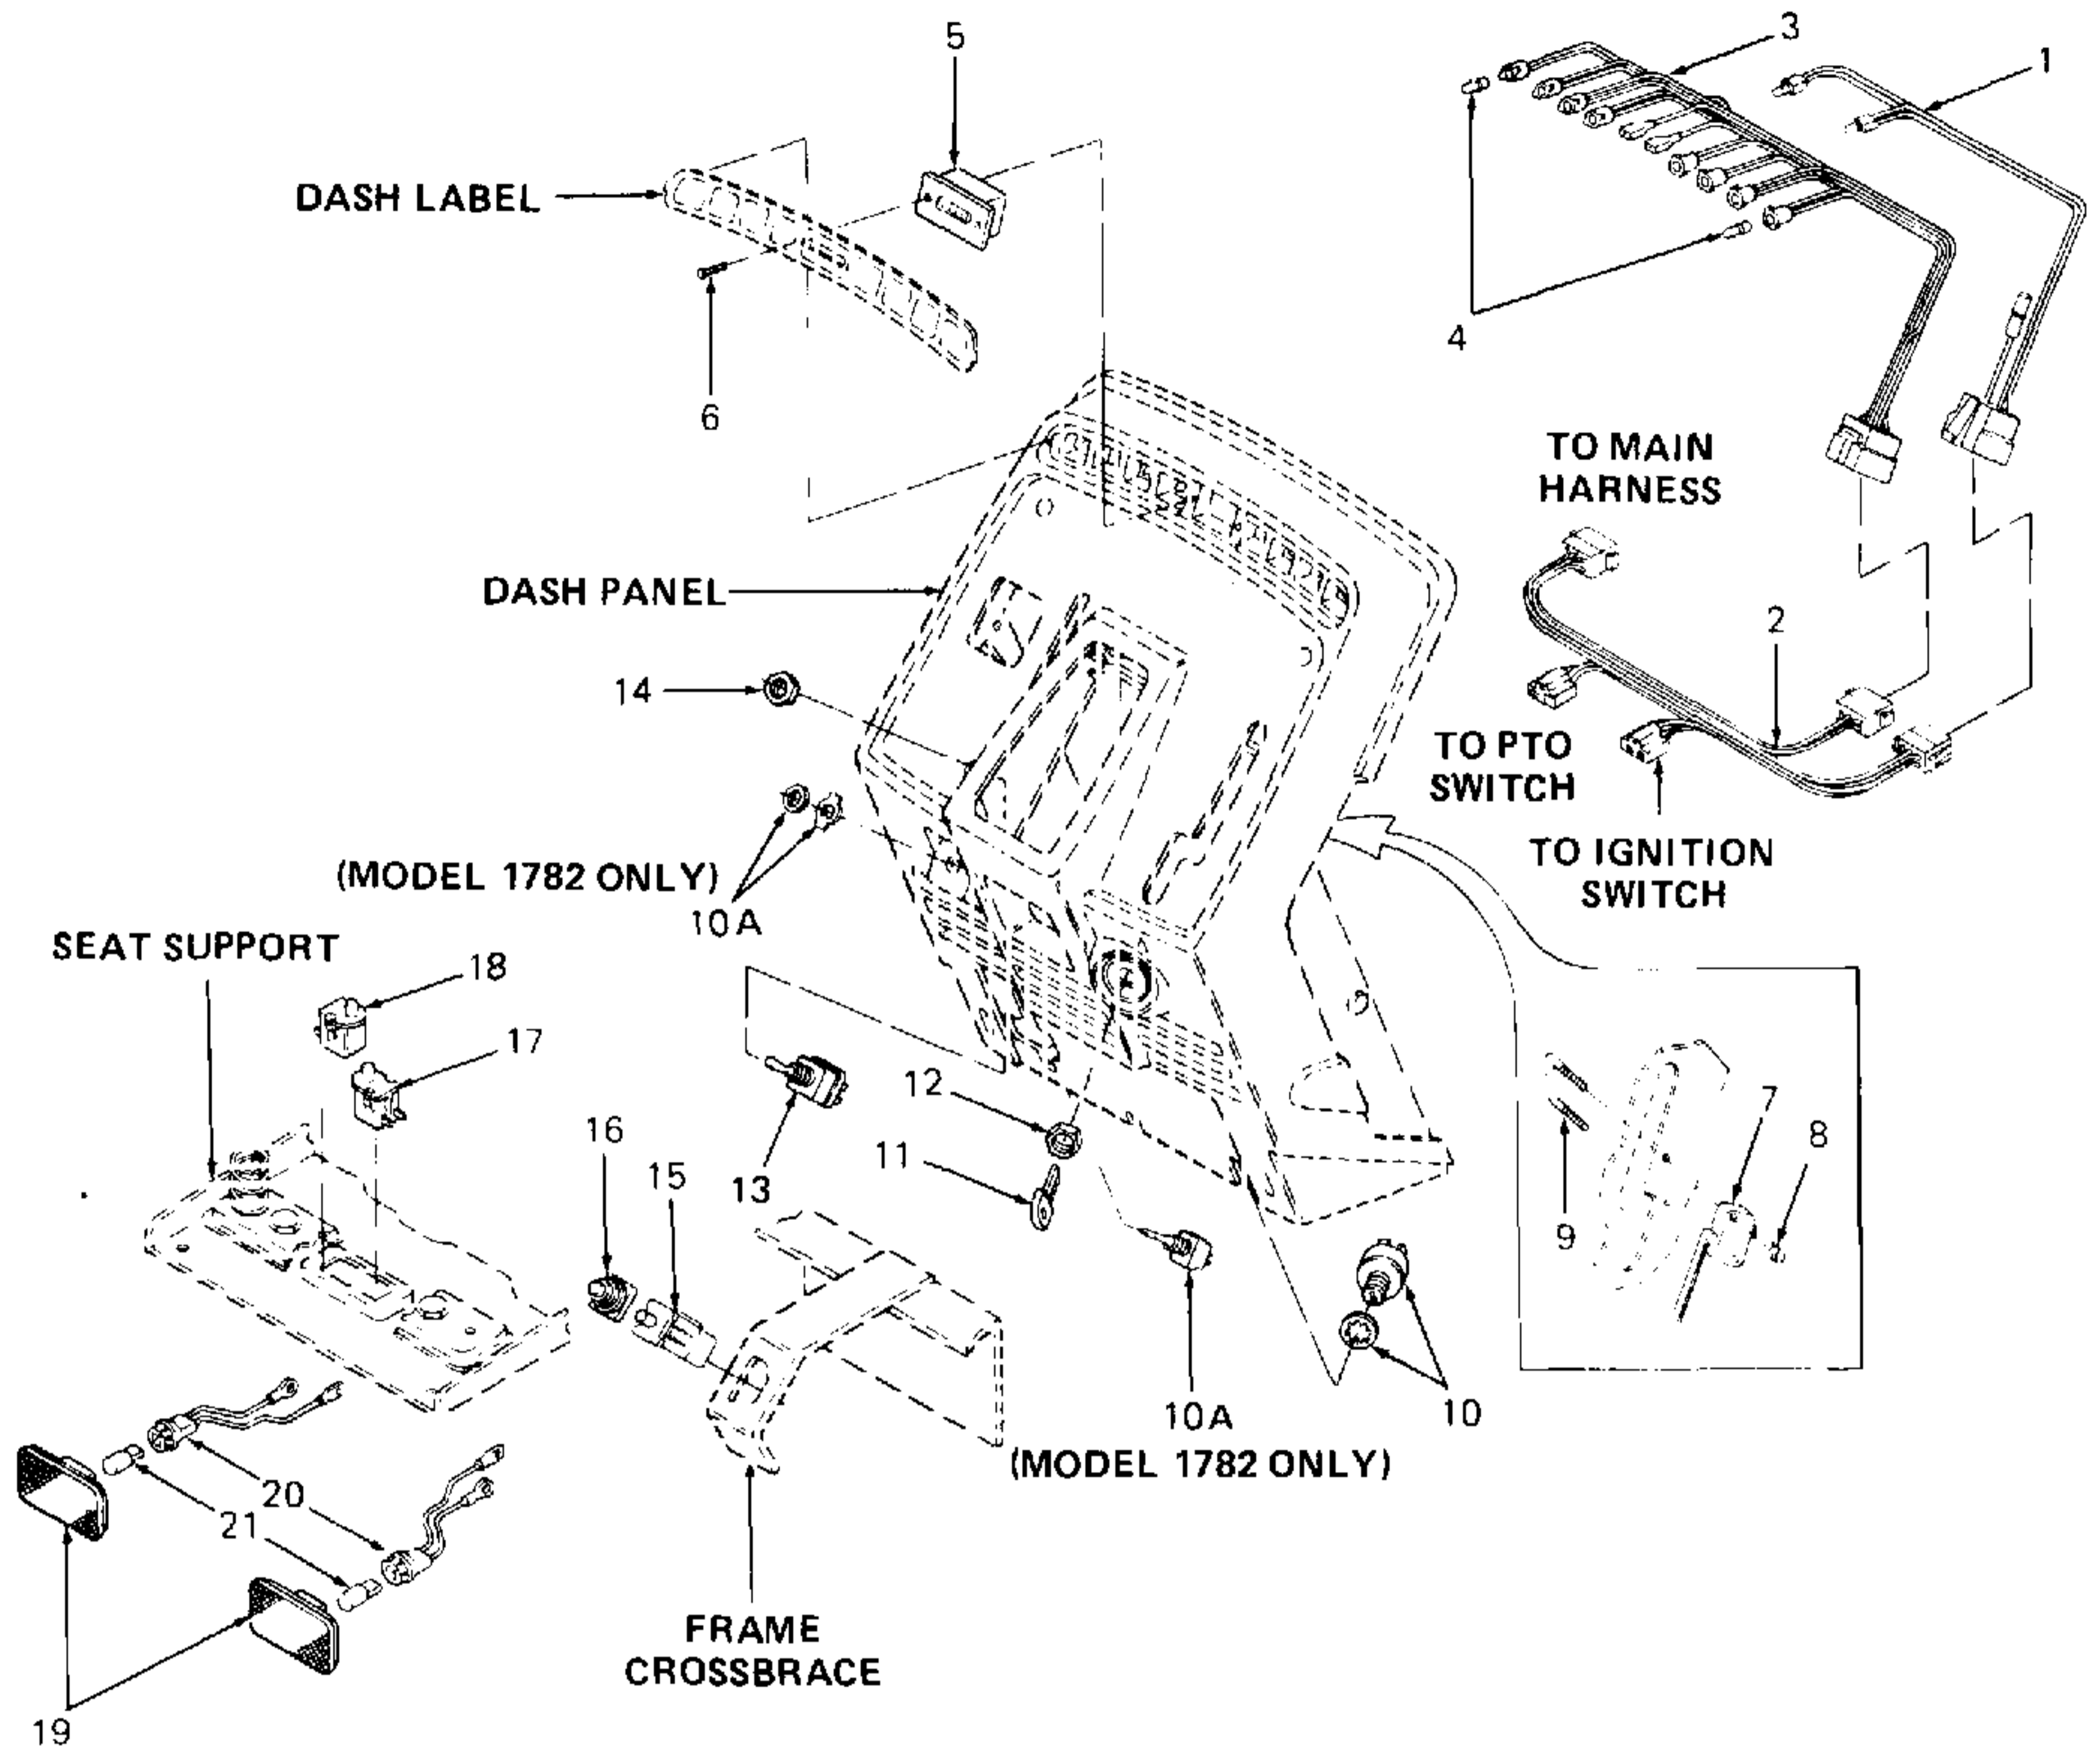 5
3
1
DASH LABEL
4
6
TO MAIN
HARNESS
DASH PANEL
2
14
TO PTO
SWITCH
TO IGNITION
SWITCH
(MODEL 1782 ONLY)
10A
SEAT SUPPORT
18
17
12
7
8
16
11
15
13
9
10A
10
(MODEL 1782 ONLY)
20
21
FRAME
CROSSBRACE
19